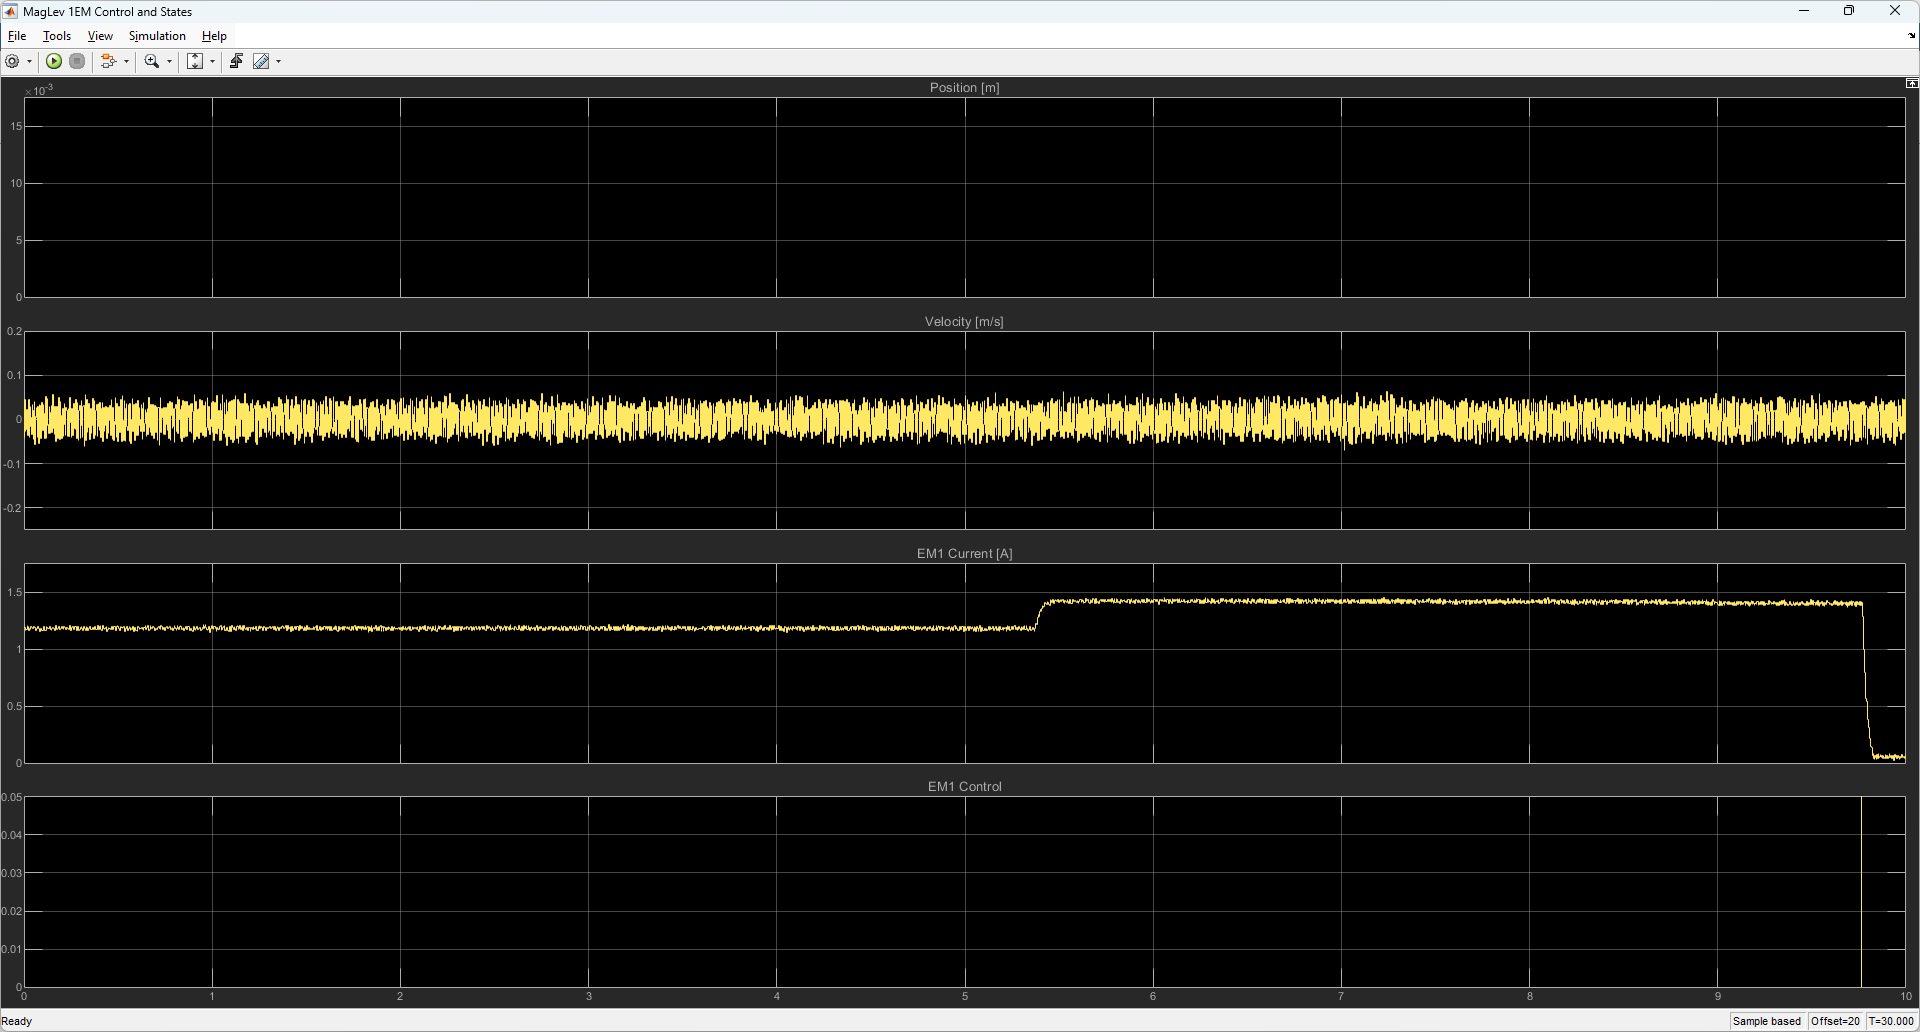 MagLev 1EM Control and States
File Tools View Simulation Help
Position [m]
×10-3
15
10
5
0
Velocity [m/s]
0.2
0.1
0
-0.1
-0.2
EM1 Current [A]
1.5
1
0.5
0
EM1 Control
0.05
0.04
0.03
0.02
0.01
0
0 1 2 3 4 5 6 7 8 9 10
Ready Sample based Offset=20 T=30.000